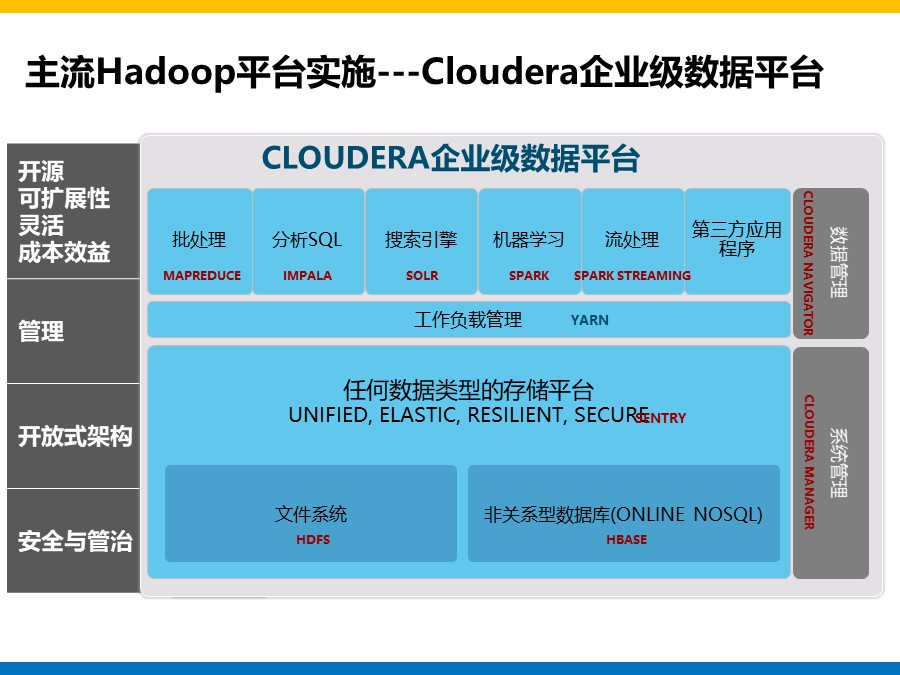 主流Hadoop平台实施---Cloudera企业级数据平台
开源
可扩展性
灵活
成本效益
管理
开放式架构
安全与管治
CLOUDERA企业级数据平台
批处理
MAPREDUCE
分析SQL
IMPALA
搜索引擎
SOLR
机器学习
SPARK
流处理
SPARK STREAMING
第三方应用
程序
工作负载管理 YARN
任何数据类型的存储平台
UNIFIED, ELASTIC, RESILIENT, SECURE
SENTRY
文件系统
HDFS
非关系型数据库(ONLINE NOSQL)
HBASE
数据管理
CLOUDERA NAVIGATOR
系统管理
CLOUDERA MANAGER